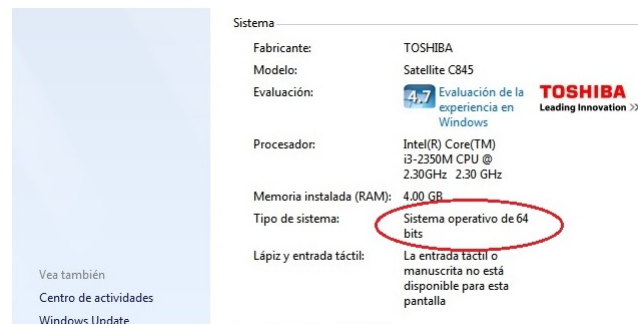 Sistema
Fabricante: TOSHIBA
Modelo: Satellite C845
Evaluación: 4,7 Evaluación de la
experiencia en
Windows
TOSHIBA
Leading Innovation >>
Procesador: Intel(R) Core(TM)
i3-2350M CPU @
2.30GHz 2.30 GHz
Memoria instalada (RAM): 4.00 GB
Tipo de sistema: Sistema operativo de 64
bits
Lápiz y entrada táctil: La entrada táctil o
manuscrita no está
disponible para esta
pantalla
Vea también
Centro de actividades
Windows Update